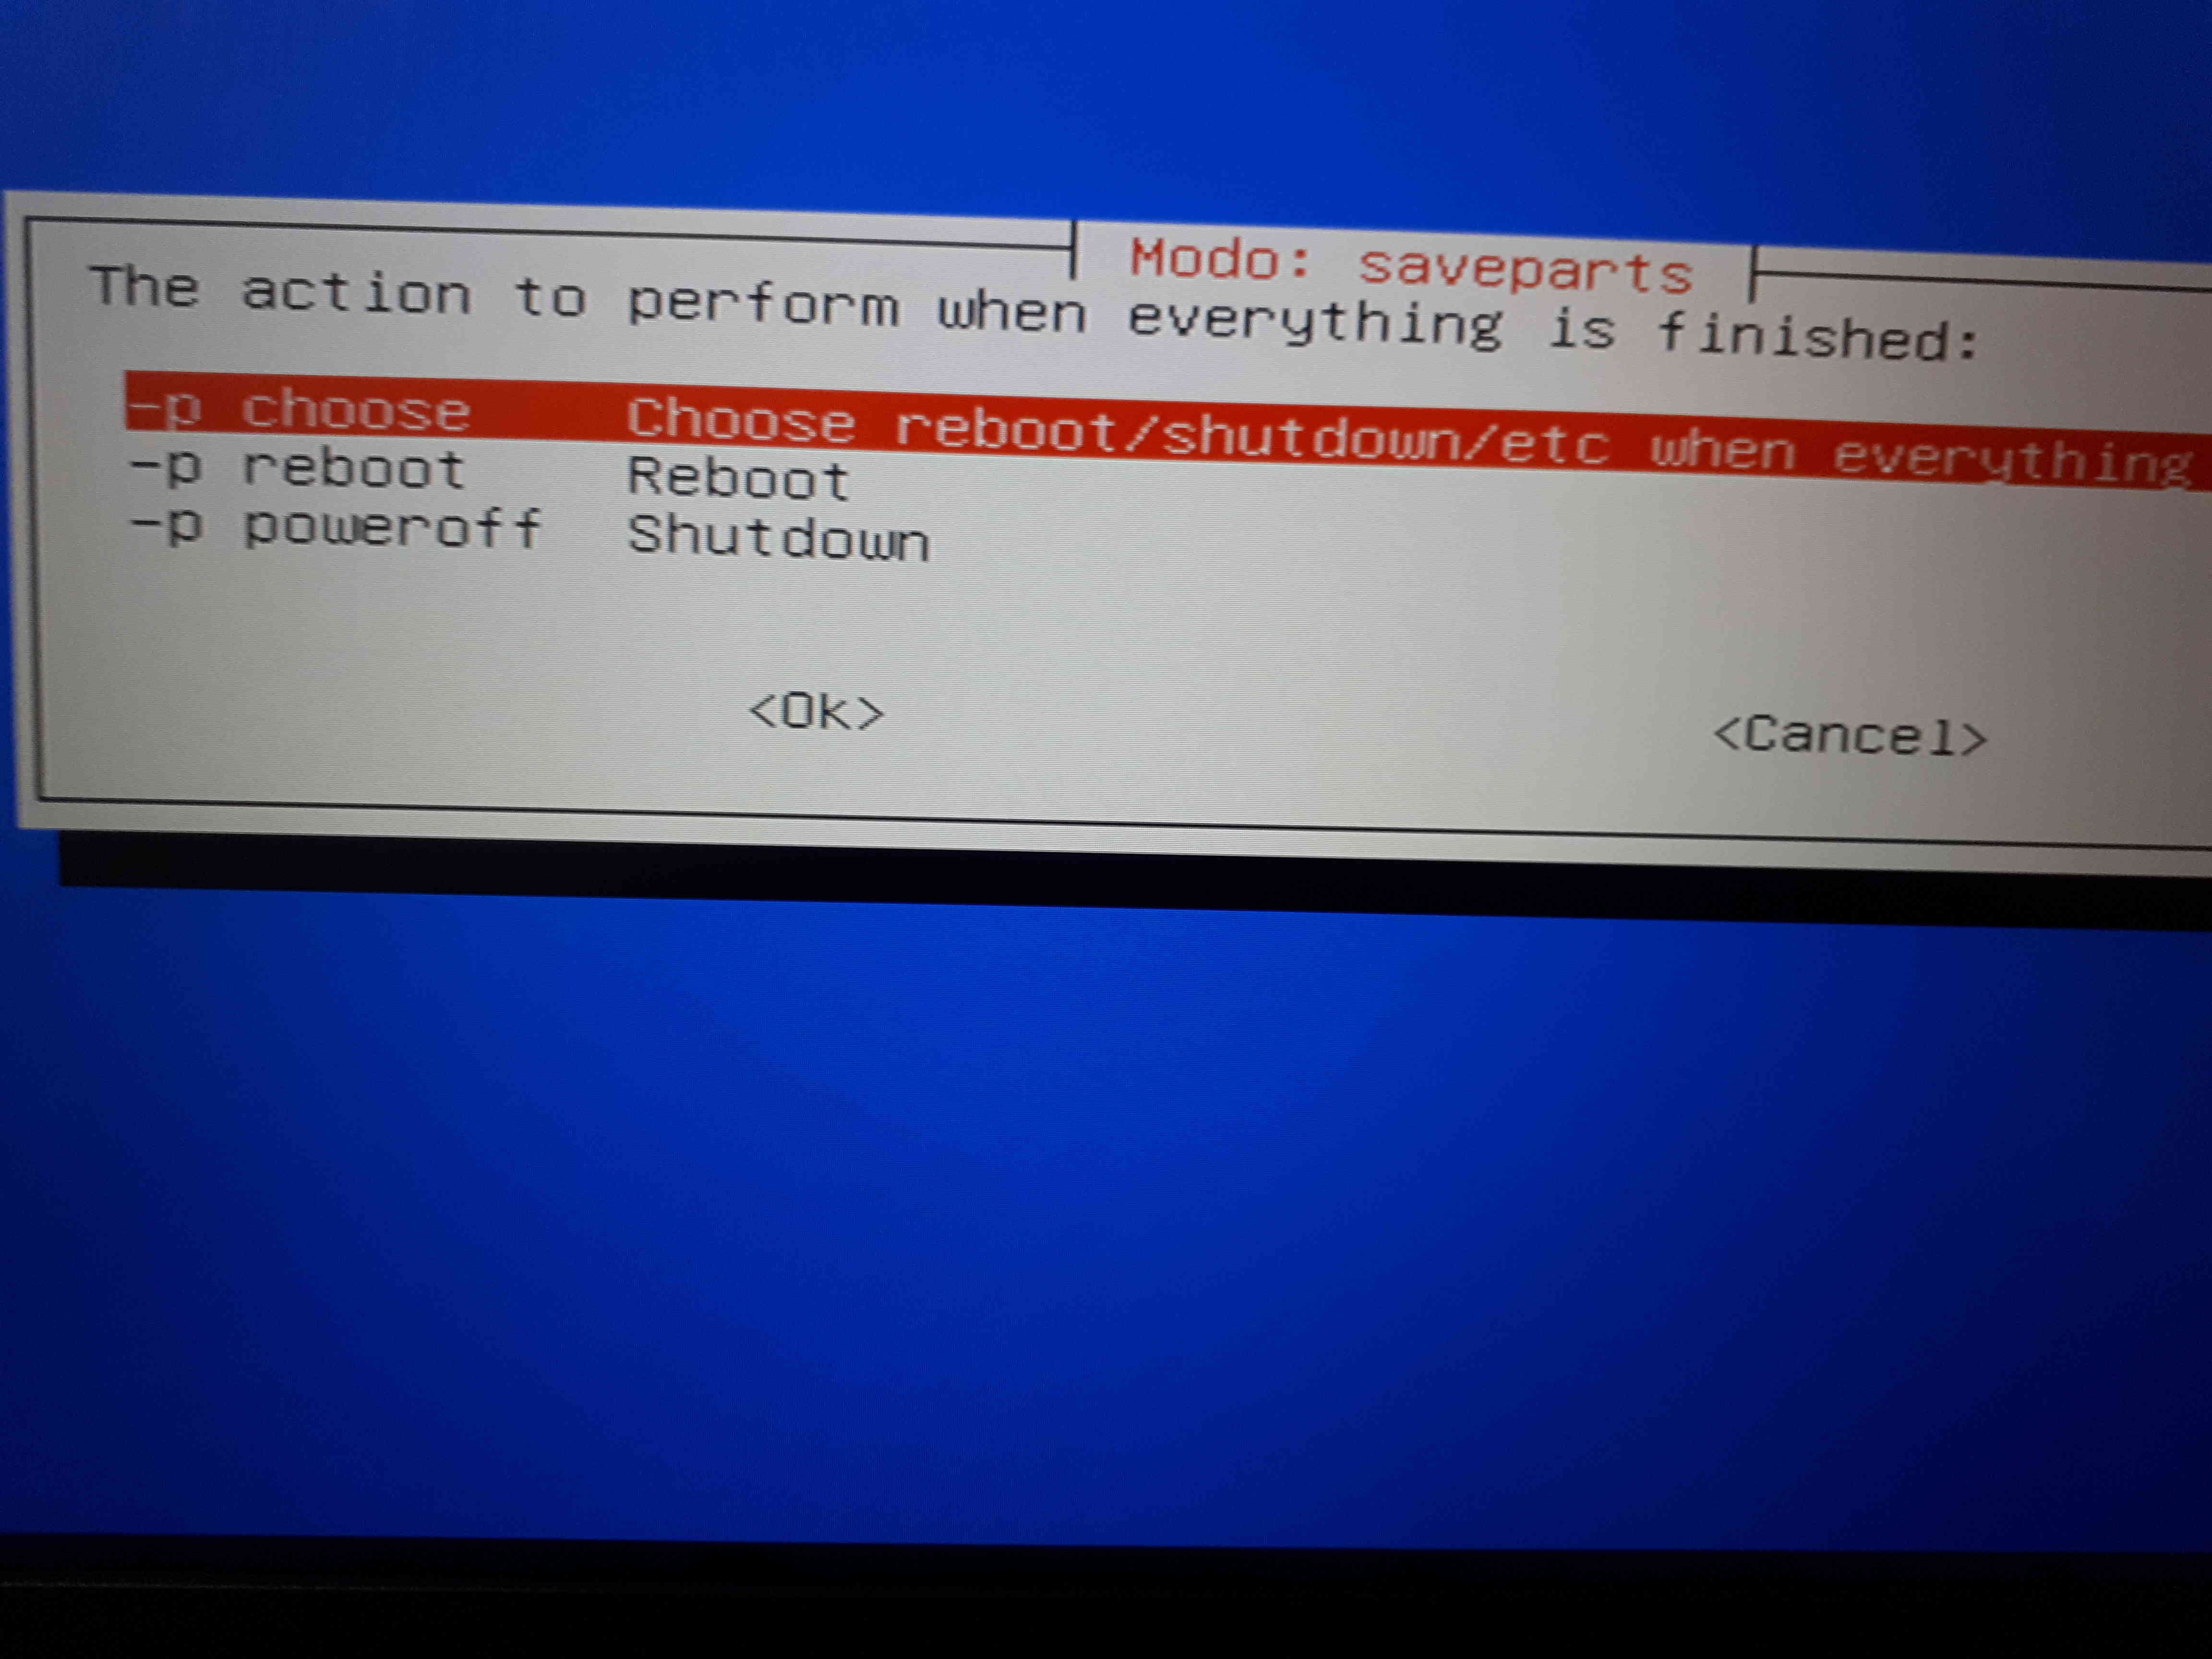 Modo: saveparts
The action to perform when everything is finished:
-p choose Choose reboot/shutdown/etc when everything
-p reboot Reboot
-p poweroff Shutdown
<Ok> <Cancel>